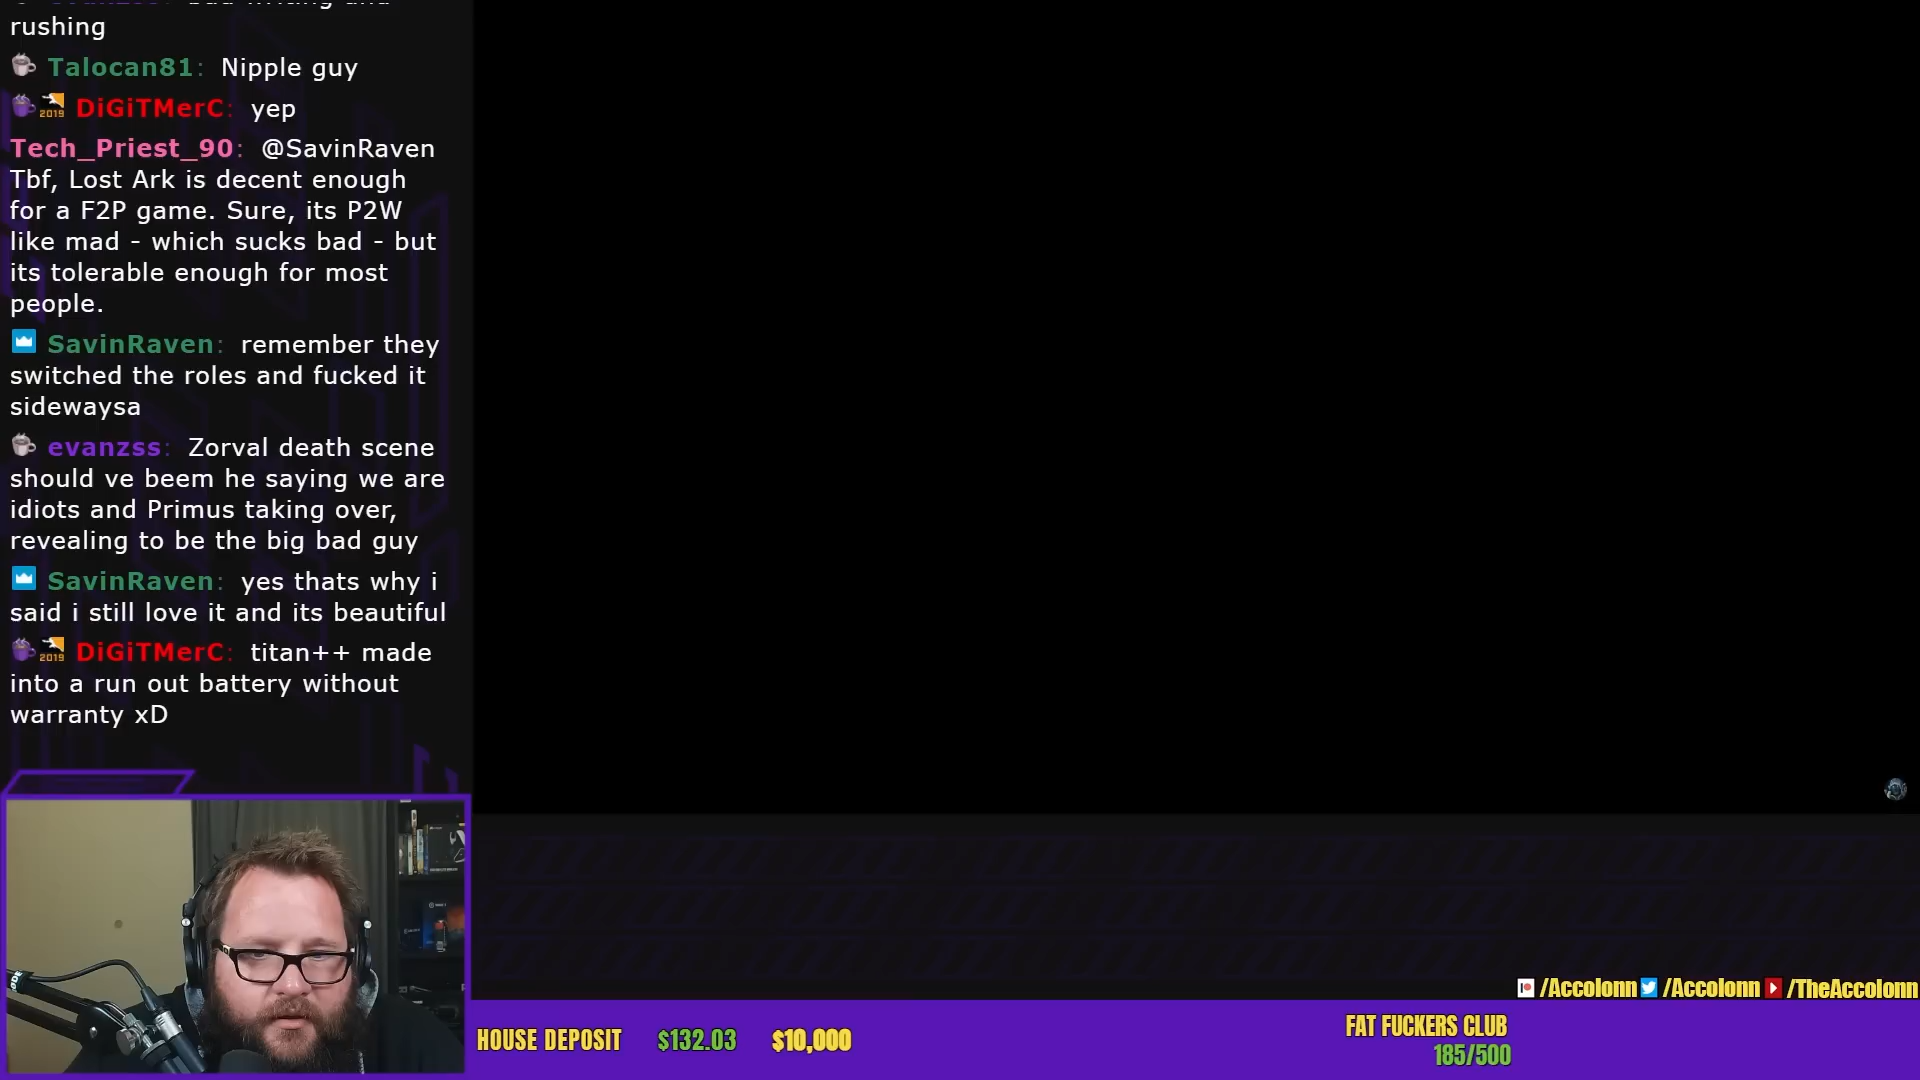 rushing
Talocan81: Nipple guy
2019 DiGiTMerC: yep
Tech_Priest_90: @SavinRaven
Tbf, Lost Ark is decent enough
for a F2P game. Sure, its P2W
like mad - which sucks bad - but
its tolerable enough for most
people.
SavinRaven: remember they
switched the roles and fucked it
sidewaysa
evanzss: Zorval death scene
should ve beem he saying we are
idiots and Primus taking over,
revealing to be the big bad guy
SavinRaven: yes thats why i
said i still love it and its beautiful
2019 DiGiTMerC: titan++ made
into a run out battery without
warranty xD
/Accolonn /Accolonn /TheAccolonn
HOUSE DEPOSIT $132.03 $10,000
FAT FUCKERS CLUB
185/500